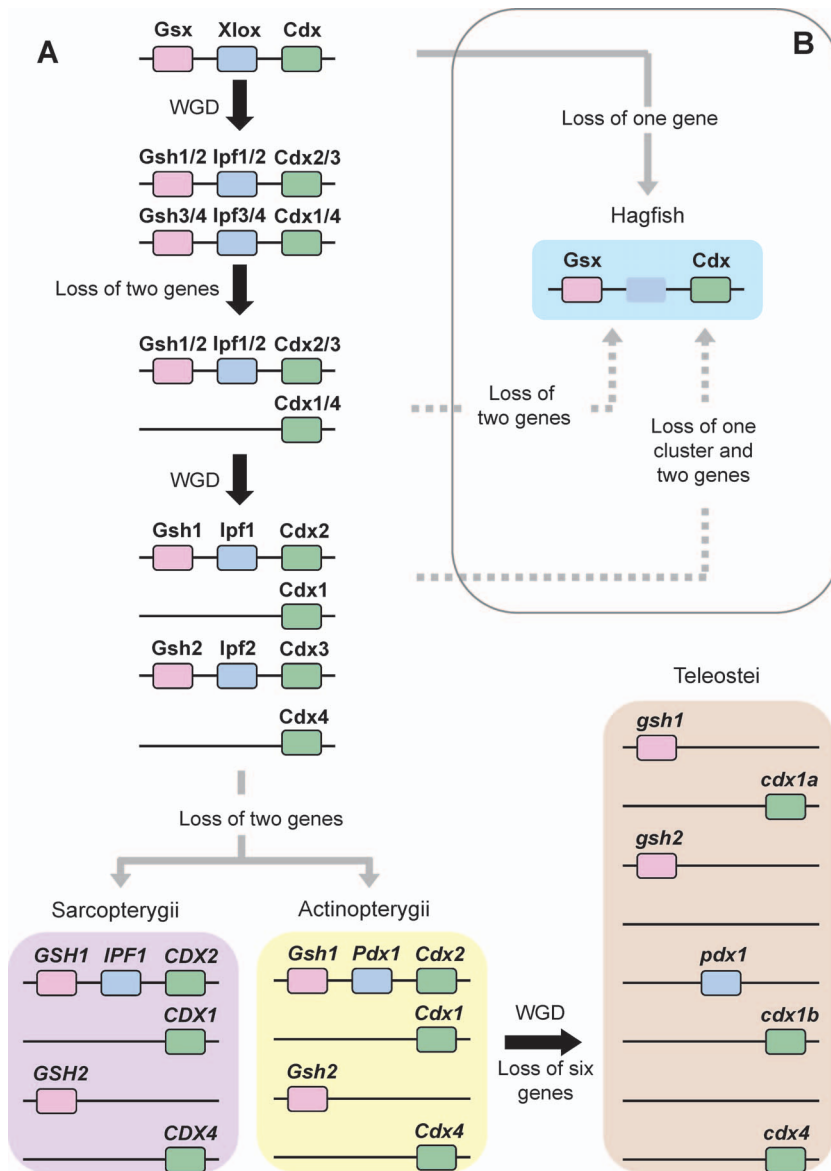 A
Gsx Xlox Cdx
WGD
Gsh1/2 Ipf1/2 Cdx2/3
Gsh3/4 Ipf3/4 Cdx1/4
Loss of two genes
Gsh1/2 Ipf1/2 Cdx2/3
Cdx1/4
WGD
Gsh1 Ipf1 Cdx2
Cdx1
Gsh2 Ipf2 Cdx3
Cdx4
Loss of two genes
B
Loss of one gene
Hagfish
Gsx Cdx
Loss of
two genes
Loss of one
cluster and
two genes
Sarcopterygii
GSH1 IPF1 CDX2
CDX1
GSH2
CDX4
Actinopterygii
Gsh1 Pdx1 Cdx2
Cdx1
Gsh2
Cdx4
WGD
Loss of six
genes
Teleostei
gsh1
cdx1a
gsh2
pdx1
cdx1b
cdx4